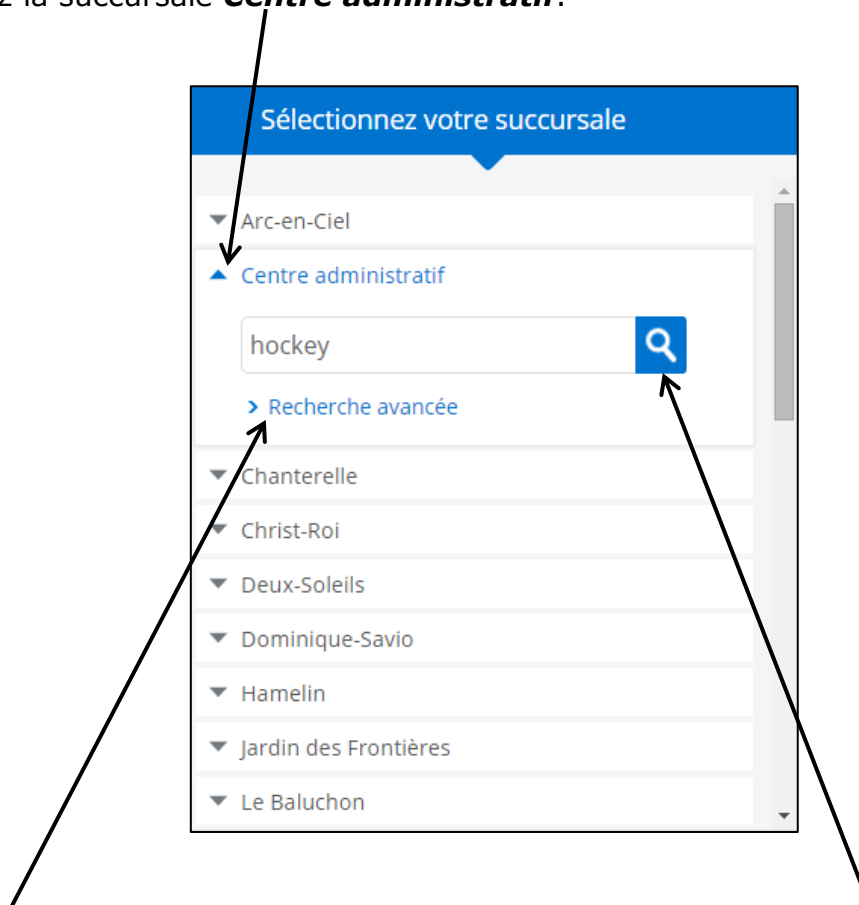 z la succursale Centre administratif.
Sélectionnez votre succursale
Arc-en-Ciel
Centre administratif
hockey
Recherche avancée
Chanterelle
Christ-Roi
Deux-Soleils
Dominique-Savio
Hamelin
Jardin des Frontières
Le Baluchon